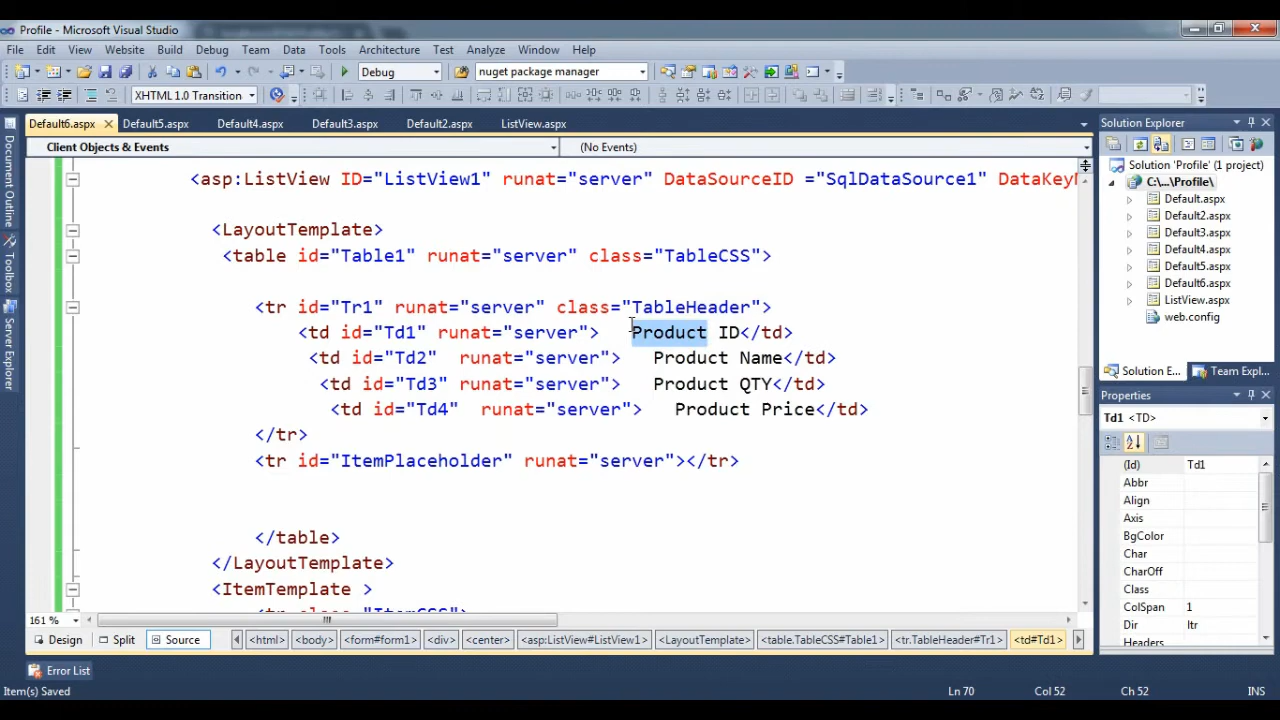 Profile - Microsoft Visual Studio
File Edit View Website Build Debug Team Data Tools Architecture Test Analyze Window Help
Debug nuget package manager
XHTML 1.0 Transition
Default6.aspx Default5.aspx Default4.aspx Default3.aspx Default2.aspx ListView.aspx
Client Objects & Events (No Events)
<asp:ListView ID="ListView1" runat="server" DataSourceID ="SqlDataSource1" DataKeyN
<LayoutTemplate>
<table id="Table1" runat="server" class="TableCSS">
<tr id="Tr1" runat="server" class="TableHeader">
<td id="Td1" runat="server"> Product ID</td>
<td id="Td2" runat="server"> Product Name</td>
<td id="Td3" runat="server"> Product QTY</td>
<td id="Td4" runat="server"> Product Price</td>
</tr>
<tr id="ItemPlaceholder" runat="server"></tr>
</table>
</LayoutTemplate>
<ItemTemplate >
<tr class="ItemCSS">
161 %
Design Split Source <html> <body> <form#form1> <div> <center> <asp:ListView#ListView1> <LayoutTemplate> <table.TableCSS#Table1> <tr.TableHeader#Tr1> <td#Td1>
Error List
Item(s) Saved Ln 70 Col 52 Ch 52 INS
Document Outline
Toolbox
Server Explorer
Solution Explorer
Solution 'Profile' (1 project)
C:\...\Profile\
Default.aspx
Default2.aspx
Default3.aspx
Default4.aspx
Default5.aspx
Default6.aspx
ListView.aspx
web.config
Solution E... Team Expl...
Properties
Td1 <TD>
(Id) Td1
Abbr
Align
Axis
BgColor
Char
CharOff
Class
ColSpan 1
Dir ltr
Headers